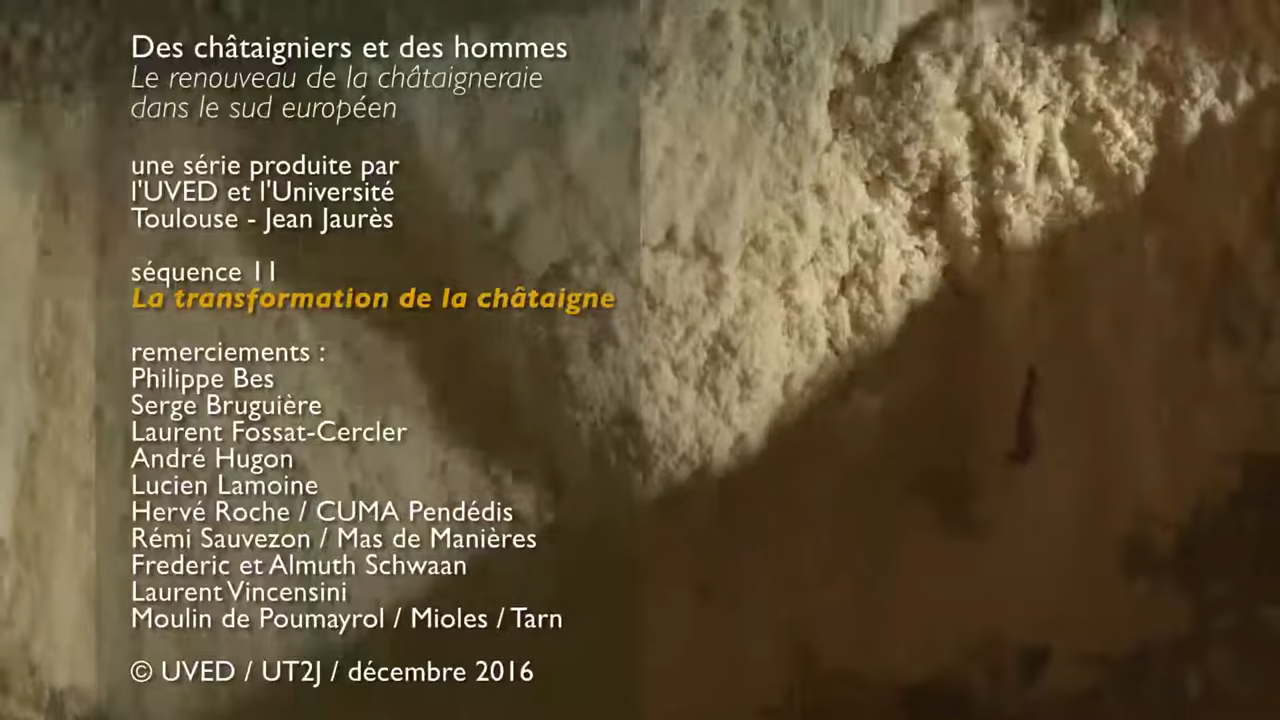 Des châtaigniers et des hommes
Le renouveau de la châtaigneraie
dans le sud européen
une série produite par
l'UVED et l'Université
Toulouse - Jean Jaurès
séquence 11
La transformation de la châtaigne
remerciements :
Philippe Bes
Serge Bruguière
Laurent Fossat-Cercler
André Hugon
Lucien Lamoine
Hervé Roche / CUMA Pendédis
Rémi Sauvezon / Mas de Manières
Frederic et Almuth Schwaan
Laurent Vincensini
Moulin de Poumayrol / Mioles / Tarn
© UVED / UT2J / décembre 2016